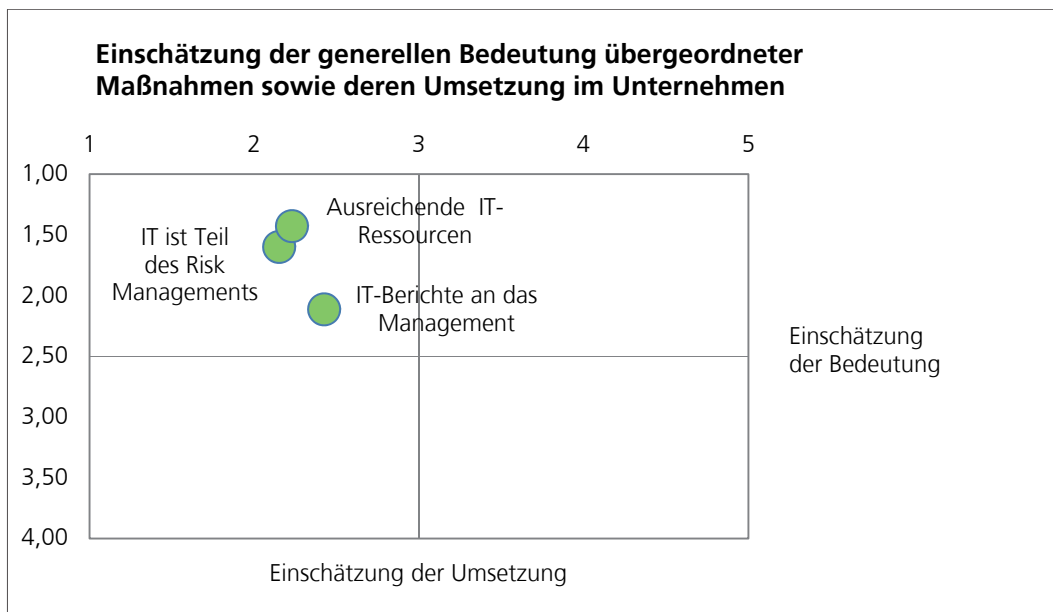 Einschätzung der generellen Bedeutung übergeordneter
Maßnahmen sowie deren Umsetzung im Unternehmen
1 2 3 4 5
1,00
1,50
2,00
2,50
3,00
3,50
4,00
Ausreichende IT-
Ressourcen
IT ist Teil
des Risk
Managements
IT-Berichte an das
Management
Einschätzung
der Bedeutung
Einschätzung der Umsetzung